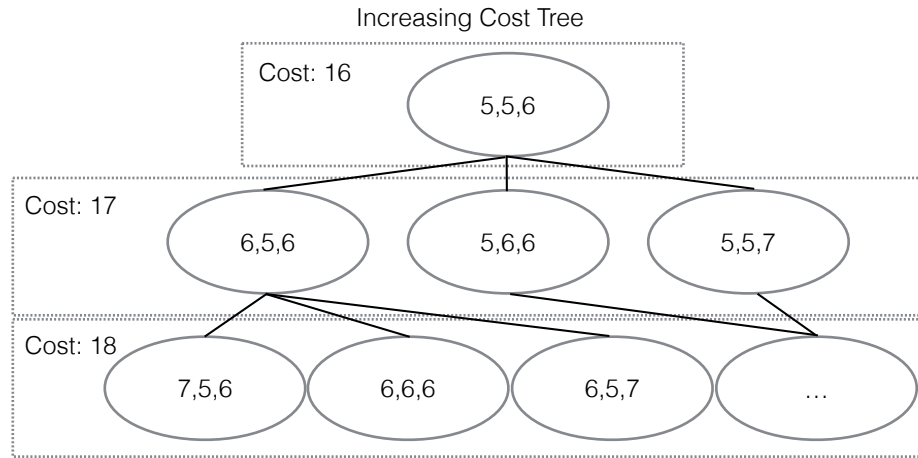 Increasing Cost Tree
Cost: 16
5,5,6
Cost: 17
6,5,6
5,6,6
5,5,7
Cost: 18
7,5,6
6,6,6
6,5,7
…